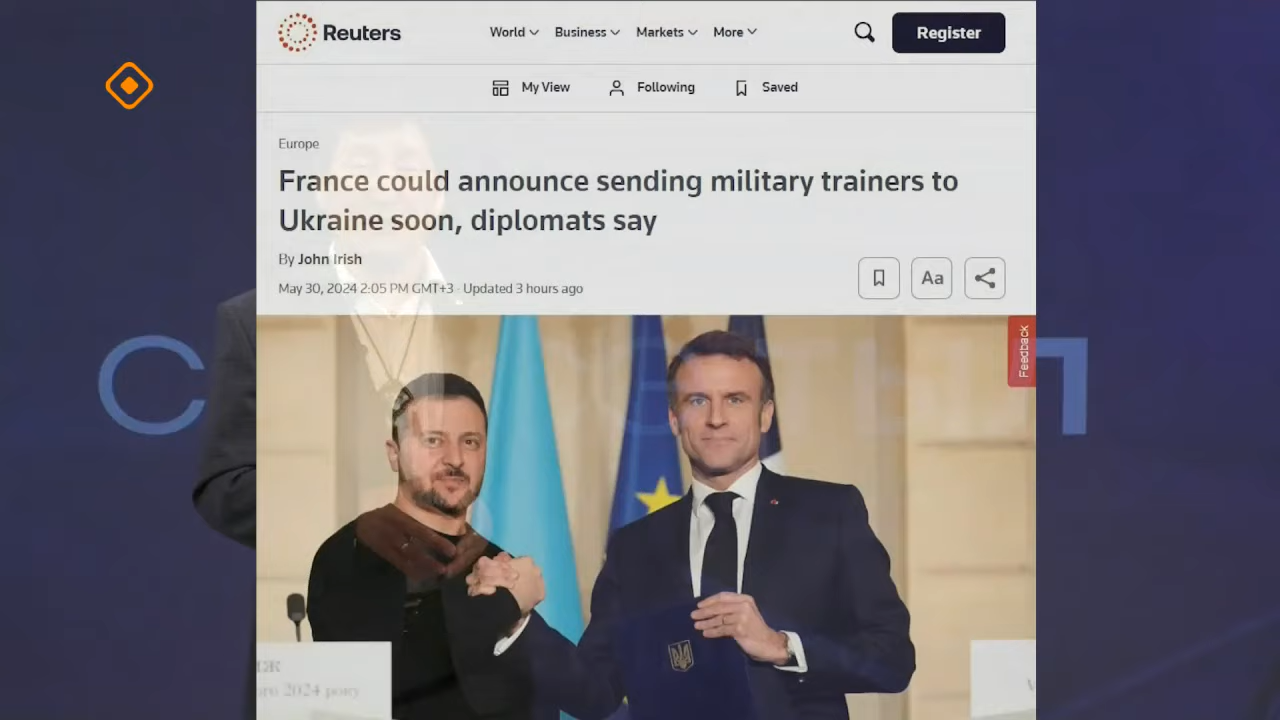 Reuters
World Business Markets More
Register
My View Following Saved
Europe
France could announce sending military trainers to
Ukraine soon, diplomats say
By John Irish
May 30, 2024 2:05 PM GMT+3 · Updated 3 hours ago
Aa
Feedback
2024 року